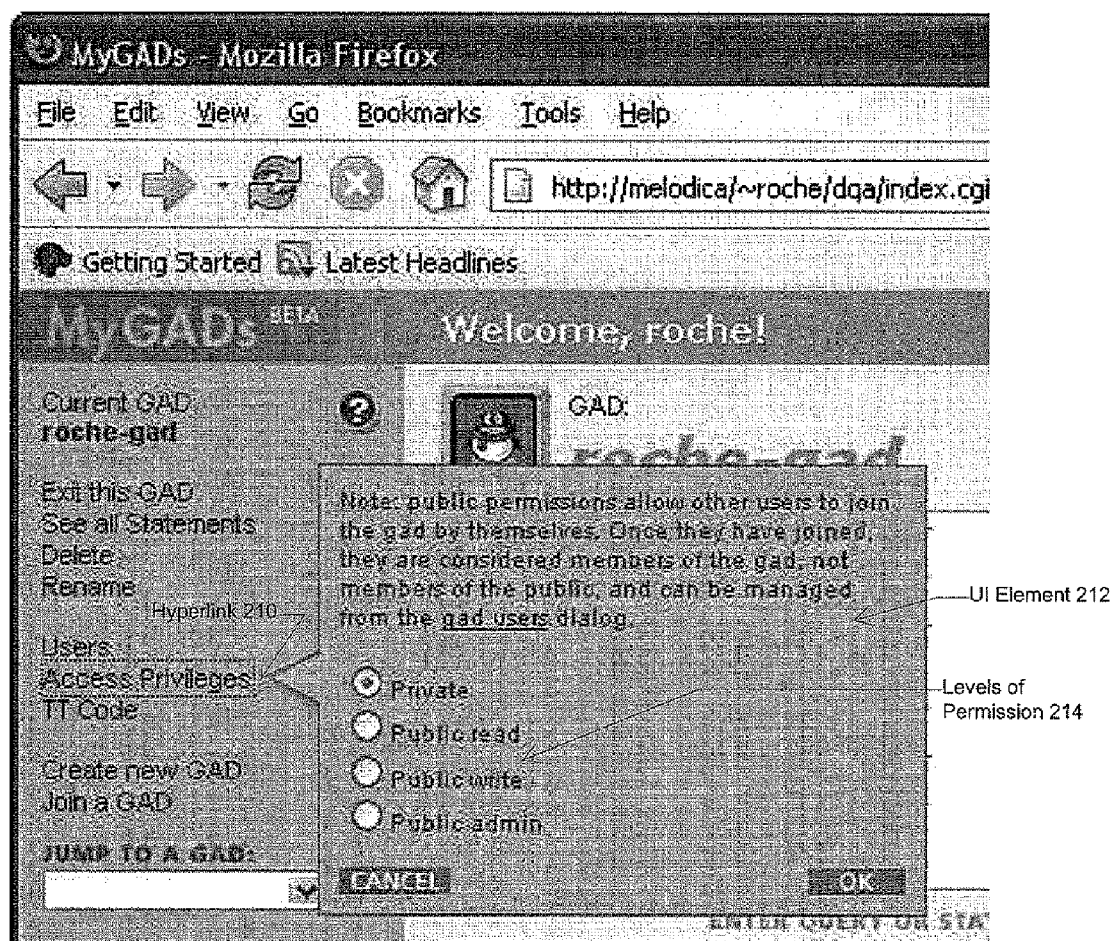 MyGADs - Mozilla Firefox
File Edit View Go Bookmarks Tools Help
http://melodica/~roche/dqa/index.cgi
Getting Started Latest Headlines
MyGADs BETA
Welcome, roche!
Current GAD:
roche-gad
GAD:
roche-gad
Exit this GAD
See all Statements
Delete
Rename
Hyperlink 210
Users
Access Privileges
TT Code
Create new GAD
Join a GAD
JUMP TO A GAD:
Note: public permissions allow other users to join
the gad by themselves. Once they have joined,
they are considered members of the gad, not
members of the public, and can be managed
from the gad users dialog.
Private
Public read
Public write
Public admin
CANCEL
OK
UI Element 212
Levels of
Permission 214
ENTER QUERY OR STA